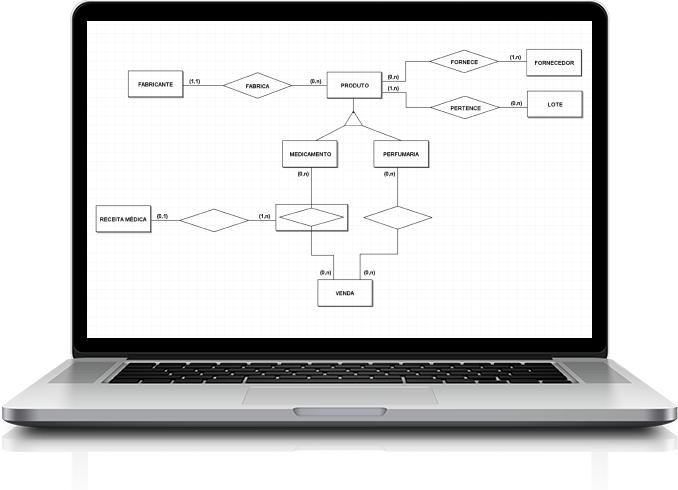 FORNECE
(1,n)
FORNECEDOR
FABRICANTE
(1,1)
FABRICA
(0,n)
PRODUTO
(0,n)
(1,n)
PERTENCE
(0,n)
LOTE
MEDICAMENTO
PERFUMARIA
(0,n)
(0,n)
RECEITA MÉDICA
(0,1)
(1,n)
(0,n)
(0,n)
VENDA